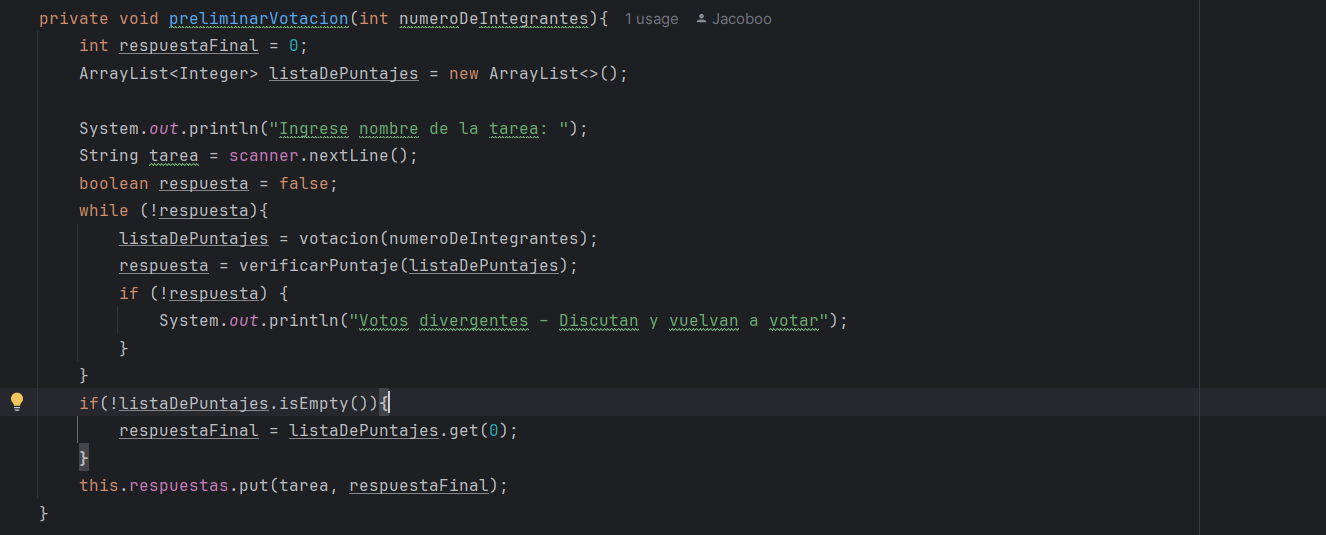 private void preliminarVotacion(int numeroDeIntegrantes){ 1 usage Jacoboo
int respuestaFinal = 0;
ArrayList<Integer> listaDePuntajes = new ArrayList<>();
System.out.println("Ingrese nombre de la tarea: ");
String tarea = scanner.nextLine();
boolean respuesta = false;
while (!respuesta){
listaDePuntajes = votacion(numeroDeIntegrantes);
respuesta = verificarPuntaje(listaDePuntajes);
if (!respuesta) {
System.out.println("Votos divergentes - Discutan y vuelvan a votar");
}
}
if(!listaDePuntajes.isEmpty()){
respuestaFinal = listaDePuntajes.get(0);
}
this.respuestas.put(tarea, respuestaFinal);
}